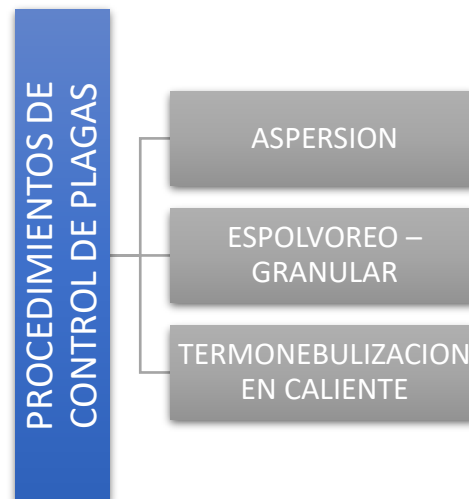 PROCEDIMIENTOS DE
CONTROL DE PLAGAS
ASPERSION
ESPOLVOREO –
GRANULAR
TERMONEBULIZACION
EN CALIENTE